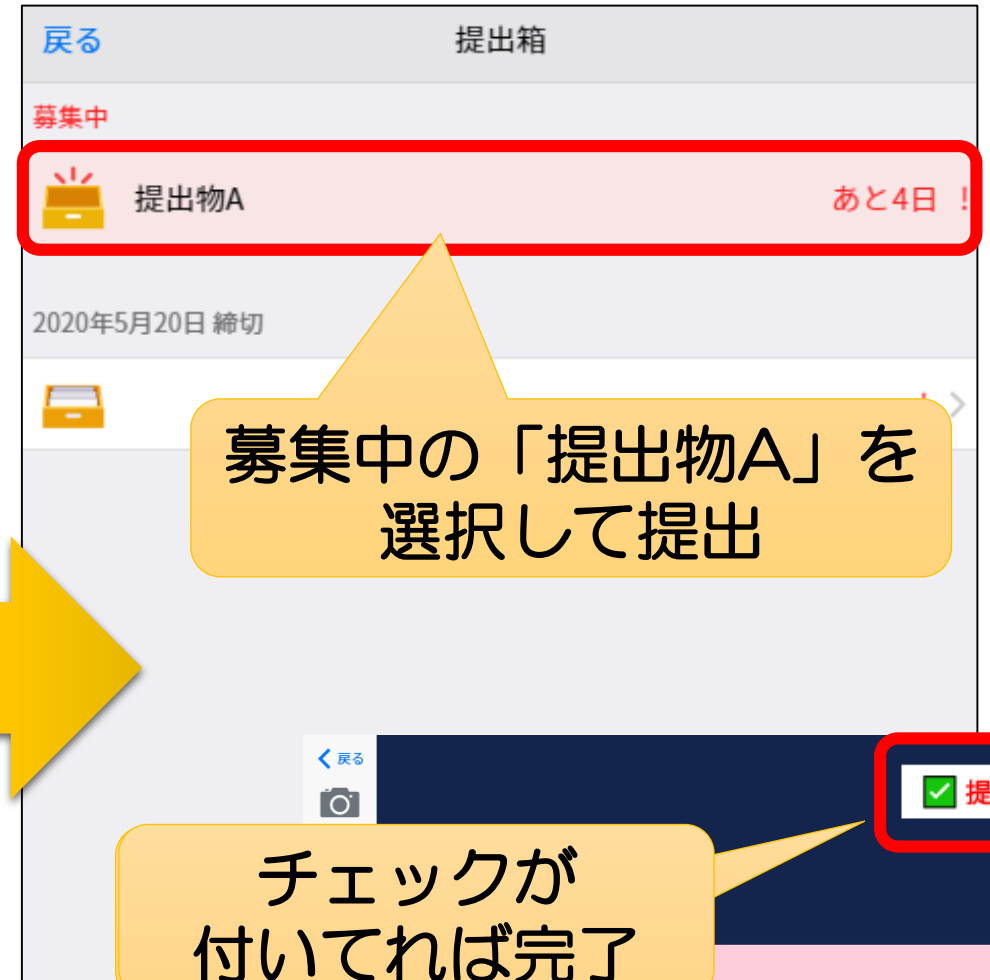 戻る
提出箱
募集中
提出物A
あと4日 !
2020年5月20日 締切
募集中の「提出物A」を
選択して提出
戻る
提
チェックが
付いてれば完了